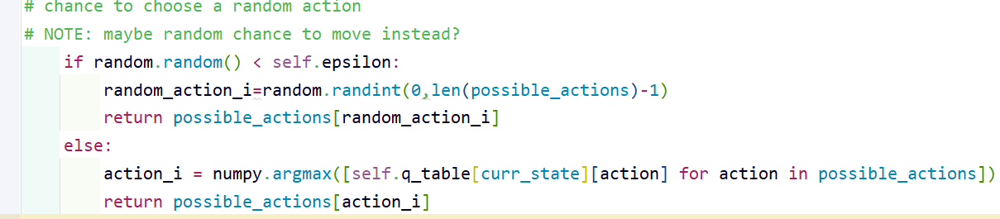 # chance to choose a random action
# NOTE: maybe random chance to move instead?
if random.random() < self.epsilon:
random_action_i=random.randint(0,len(possible_actions)-1)
return possible_actions[random_action_i]
else:
action_i = numpy.argmax([self.q_table[curr_state][action] for action in possible_actions])
return possible_actions[action_i]